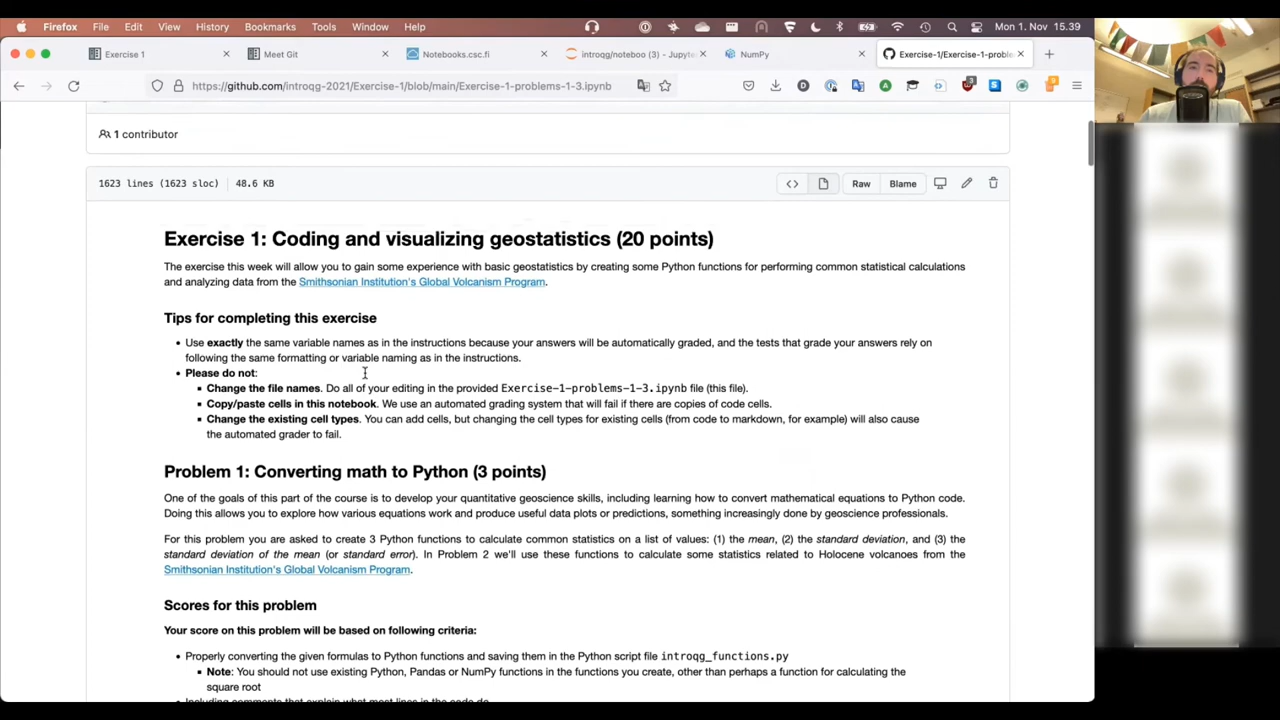 Firefox File Edit View History Bookmarks Tools Window Help Mon 1. Nov 15.39
Exercise 1 Meet Git Notebooks.csc.fi introqg/noteboo (3) - Jupyte Exercise-1/Exercise-1-proble
NumPy
https://github.com/introqg-2021/Exercise-1/blob/main/Exercise-1-problems-1-3.ipynb
1 contributor
1623 lines (1623 sloc) 48.6 KB Raw Blame
Exercise 1: Coding and visualizing geostatistics (20 points)
The exercise this week will allow you to gain some experience with basic geostatistics by creating some Python functions for performing common statistical calculations
and analyzing data from the Smithsonian Institution's Global Volcanism Program.
Tips for completing this exercise
• Use exactly the same variable names as in the instructions because your answers will be automatically graded, and the tests that grade your answers rely on
following the same formatting or variable naming as in the instructions.
• Please do not:
▪ Change the file names. Do all of your editing in the provided Exercise-1-problems-1-3.ipynb file (this file).
▪ Copy/paste cells in this notebook. We use an automated grading system that will fail if there are copies of code cells.
▪ Change the existing cell types. You can add cells, but changing the cell types for existing cells (from code to markdown, for example) will also cause
the automated grader to fail.
Problem 1: Converting math to Python (3 points)
One of the goals of this part of the course is to develop your quantitative geoscience skills, including learning how to convert mathematical equations to Python code.
Doing this allows you to explore how various equations work and produce useful data plots or predictions, something increasingly done by geoscience professionals.
For this problem you are asked to create 3 Python functions to calculate common statistics on a list of values: (1) the mean, (2) the standard deviation, and (3) the
standard deviation of the mean (or standard error). In Problem 2 we'll use these functions to calculate some statistics related to Holocene volcanoes from the
Smithsonian Institution's Global Volcanism Program.
Scores for this problem
Your score on this problem will be based on following criteria:
• Properly converting the given formulas to Python functions and saving them in the Python script file introqg_functions.py
▪ Note: You should not use existing Python, Pandas or NumPy functions in the functions you create, other than perhaps a function for calculating the
square root
• Including comments that explain what most lines in the code do